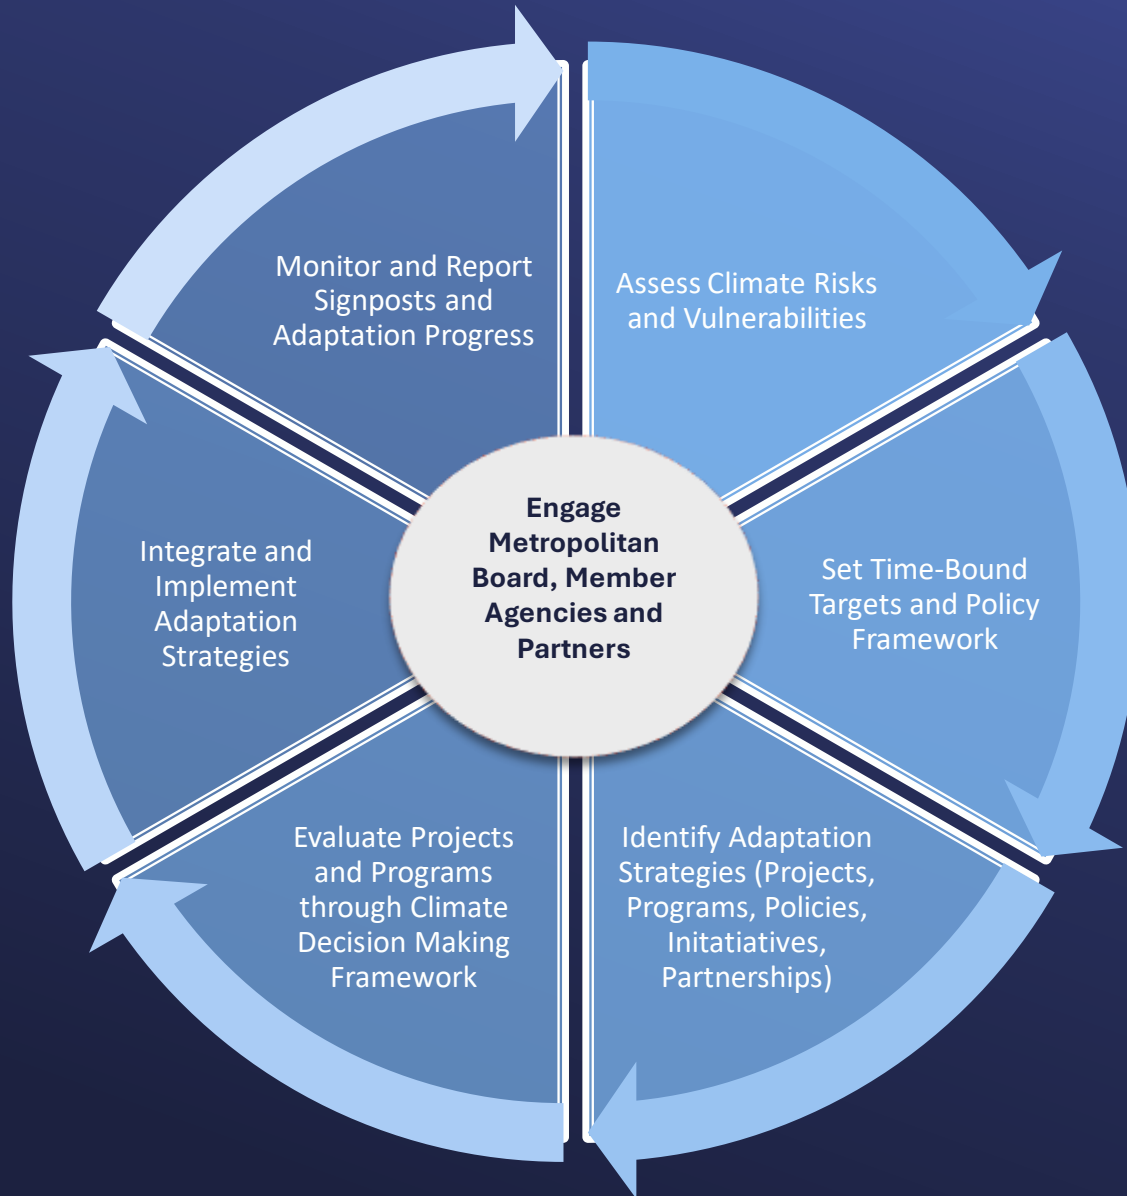 Monitor and Report
Signposts and
Adaptation Progress
Assess Climate Risks
and Vulnerabilities
Engage
Metropolitan
Board, Member
Agencies and
Partners
Integrate and
Implement
Adaptation
Strategies
Set Time-Bound
Targets and Policy
Framework
Evaluate Projects
and Programs
through Climate
Decision Making
Framework
Identify Adaptation
Strategies (Projects,
Programs, Policies,
Initatiatives,
Partnerships)